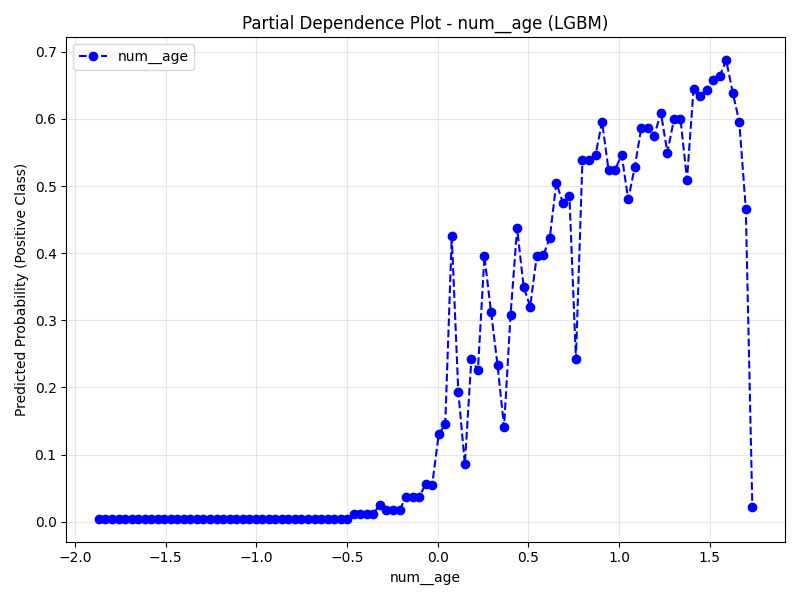 Partial Dependence Plot - num__age (LGBM)
num__age
Predicted Probability (Positive Class)
0.7
0.6
0.5
0.4
0.3
0.2
0.1
0.0
−2.0 −1.5 −1.0 −0.5 0.0 0.5 1.0 1.5
num__age